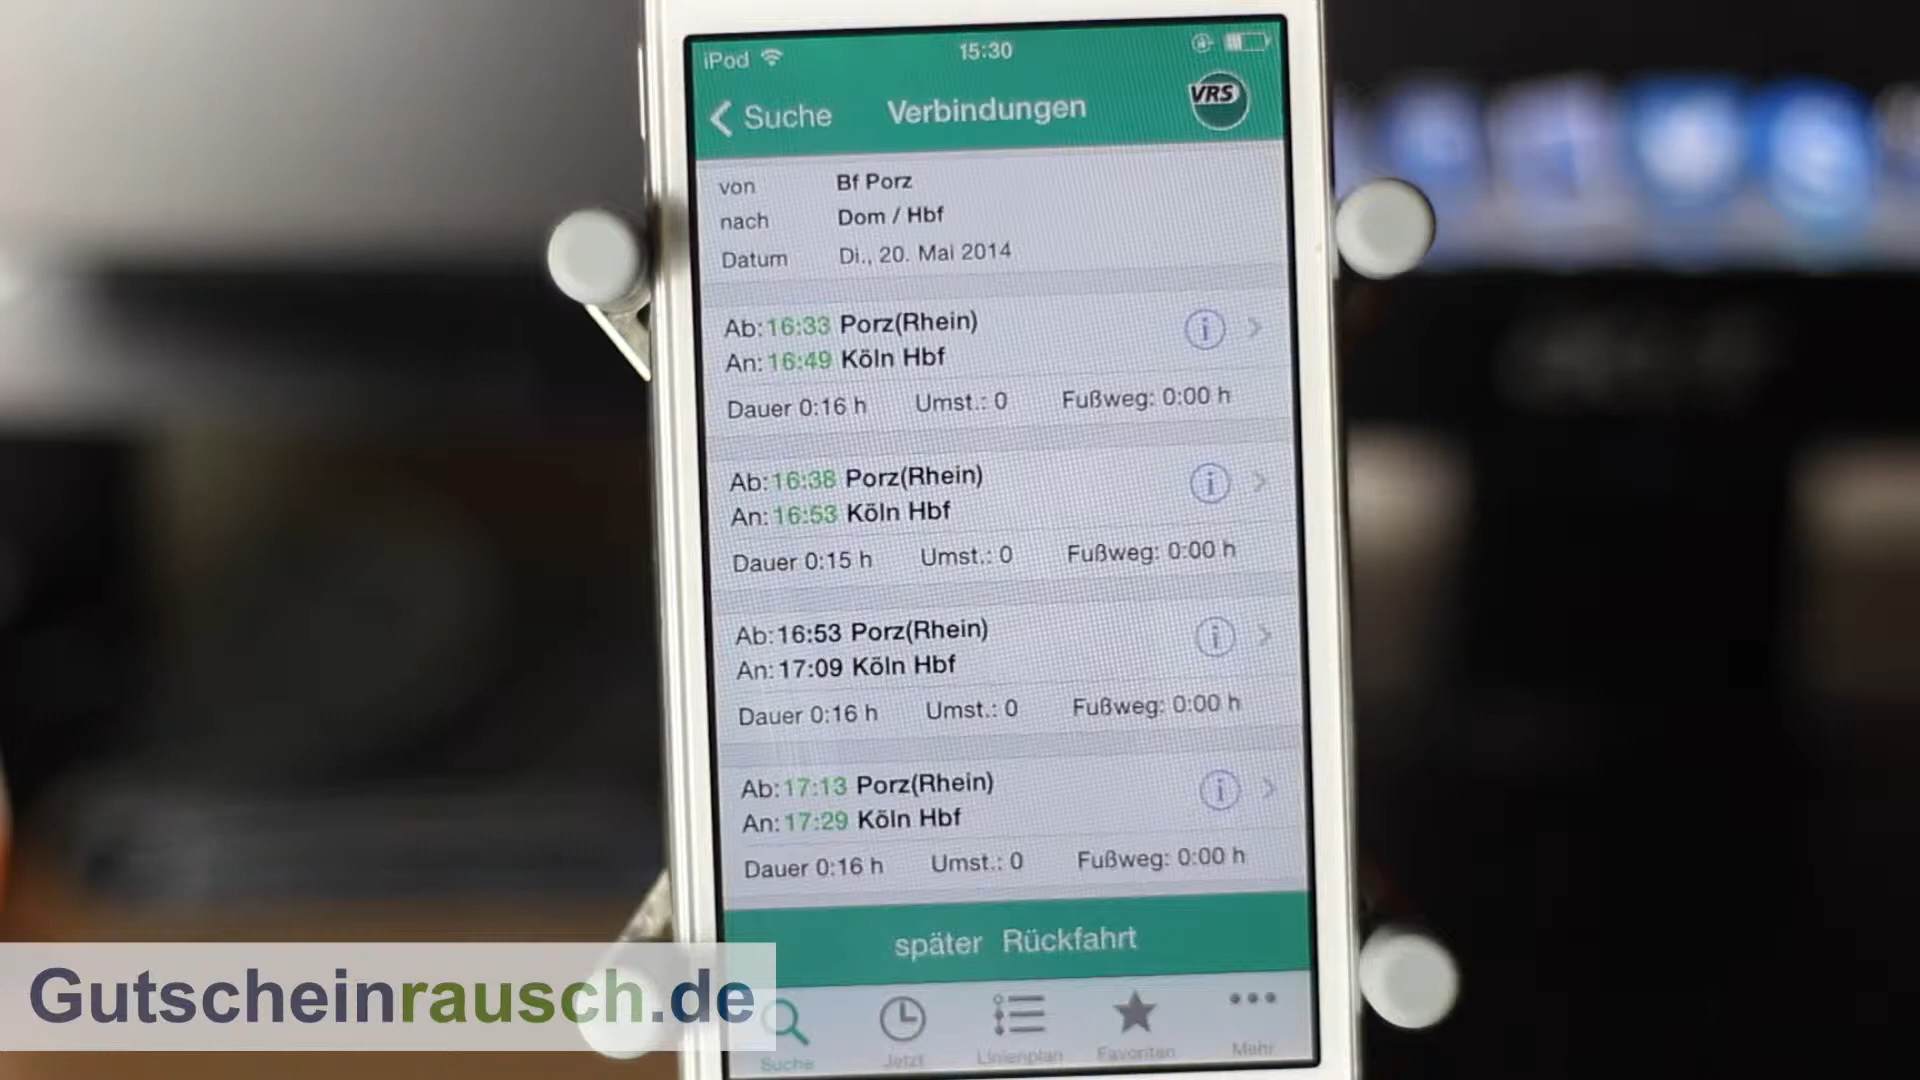 iPod 15:30
Suche Verbindungen VRS
von Bf Porz
nach Dom / Hbf
Datum Di., 20. Mai 2014
Ab: 16:33 Porz(Rhein)
An: 16:49 Köln Hbf
Dauer 0:16 h Umst.: 0 Fußweg: 0:00 h
Ab: 16:38 Porz(Rhein)
An: 16:53 Köln Hbf
Dauer 0:15 h Umst.: 0 Fußweg: 0:00 h
Ab: 16:53 Porz(Rhein)
An: 17:09 Köln Hbf
Dauer 0:16 h Umst.: 0 Fußweg: 0:00 h
Ab: 17:13 Porz(Rhein)
An: 17:29 Köln Hbf
Dauer 0:16 h Umst.: 0 Fußweg: 0:00 h
später Rückfahrt
Gutscheinrausch.de
Suche Jetzt Linienplan Favoriten Mehr